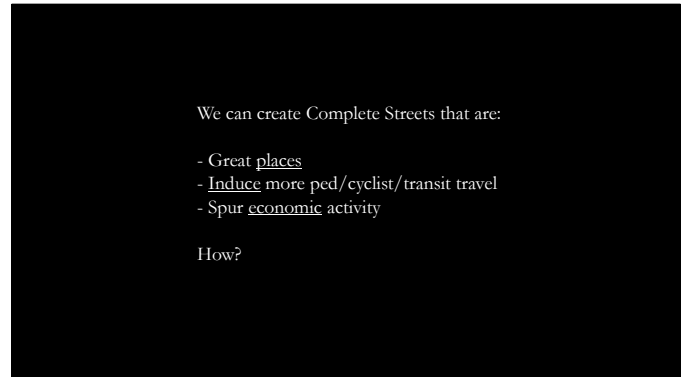 We can create Complete Streets that are:
- Great places
- Induce more ped/cyclist/transit travel
- Spur economic activity
How?